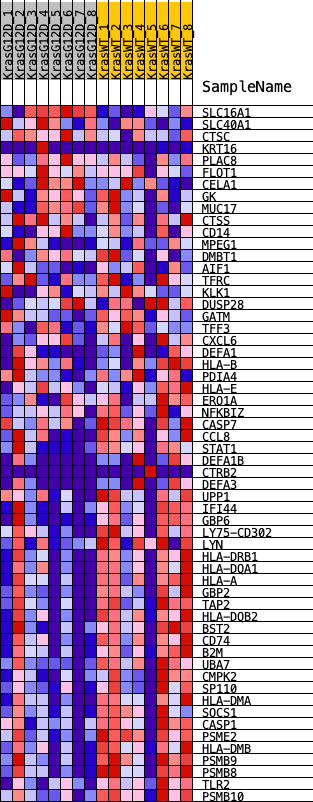 KrasG12D_1
KrasG12D_2
KrasG12D_3
KrasG12D_4
KrasG12D_5
KrasG12D_6
KrasG12D_7
KrasG12D_8
KrasWT_1
KrasWT_2
KrasWT_3
KrasWT_4
KrasWT_5
KrasWT_6
KrasWT_7
KrasWT_8
SampleName
SLC16A1
SLC40A1
CTSC
KRT16
PLAC8
FLOT1
CELA1
GK
MUC17
CTSS
CD14
MPEG1
DMBT1
AIF1
TFRC
KLK1
DUSP28
GATM
TFF3
CXCL6
DEFA1
HLA-B
PDIA4
HLA-E
ERO1A
NFKBIZ
CASP7
CCL8
STAT1
DEFA1B
CTRB2
DEFA3
UPP1
IFI44
GBP6
LY75-CD302
LYN
HLA-DRB1
HLA-DQA1
HLA-A
GBP2
TAP2
HLA-DQB2
BST2
CD74
B2M
UBA7
CMPK2
SP110
HLA-DMA
SOCS1
CASP1
PSME2
HLA-DMB
PSMB9
PSMB8
TLR2
PSMB10